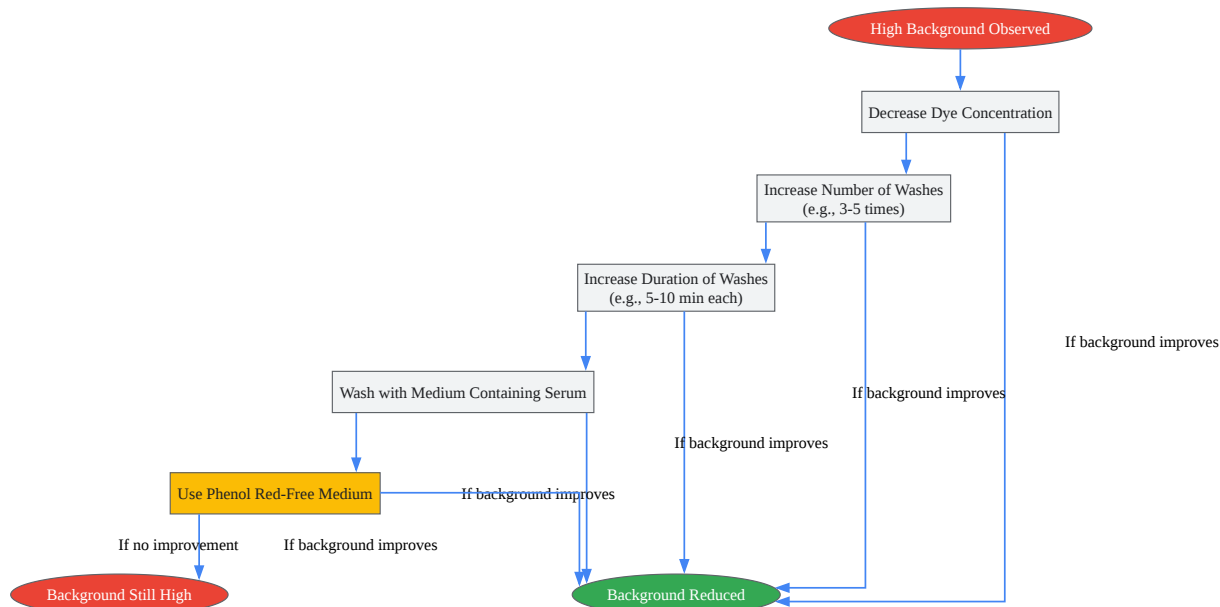 High Background Observed
Decrease Dye Concentration
Increase Number of Washes
(e.g., 3-5 times)
Increase Duration of Washes
(e.g., 5-10 min each)
If background improves
Wash with Medium Containing Serum
If background improves
If background improves
Use Phenol Red-Free Medium
If background improves
If no improvement
If background improves
Background Still High
Background Reduced